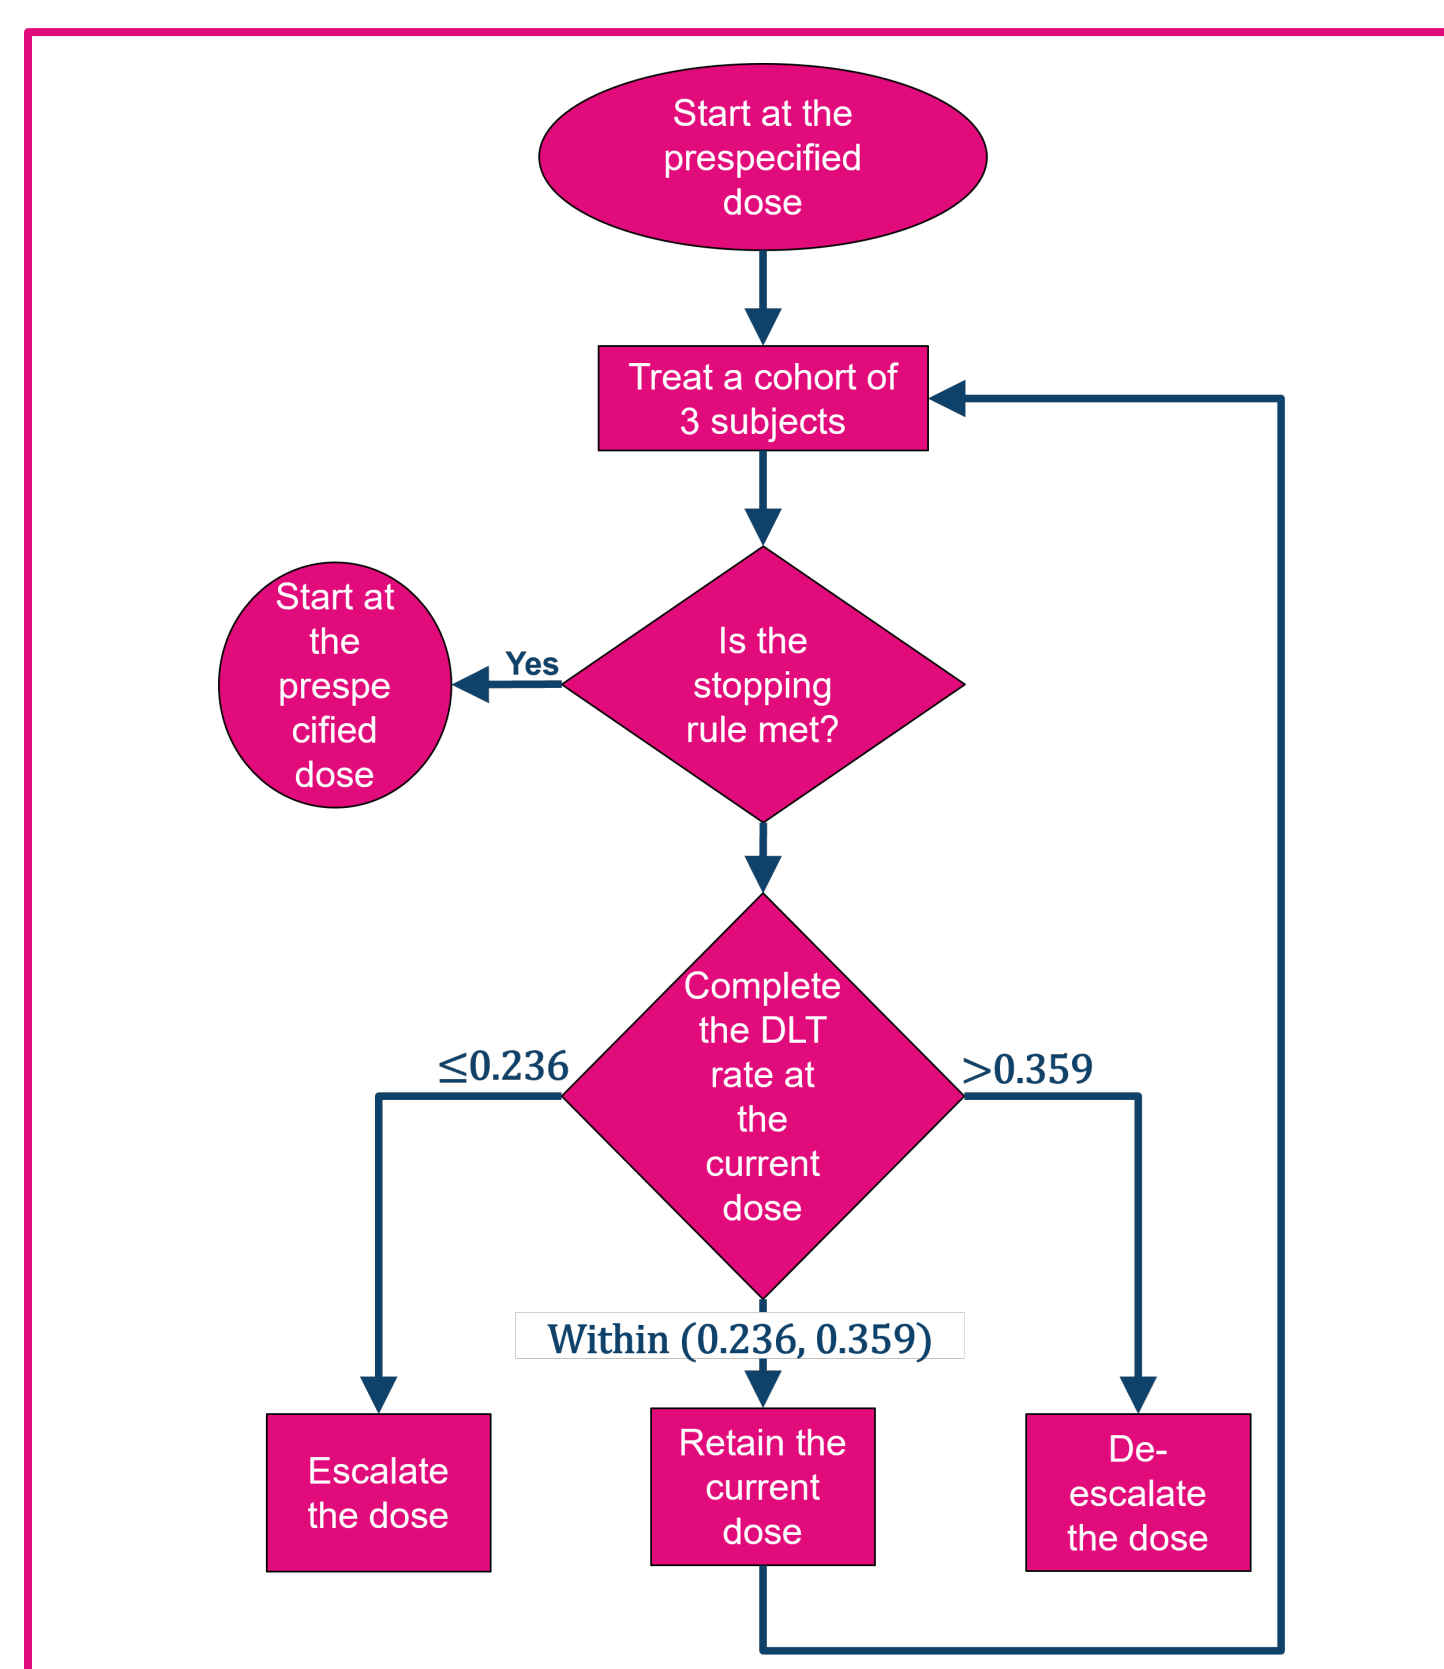 Start at the
prespecified
dose
Treat a cohort of
3 subjects
Is the
stopping
rule met?
Yes
Start at
the
prespe
cified
dose
Complete
the DLT
rate at
the
current
dose
≤0.236
>0.359
Within (0.236, 0.359)
Escalate
the dose
Retain the
current
dose
De-
escalate
the dose